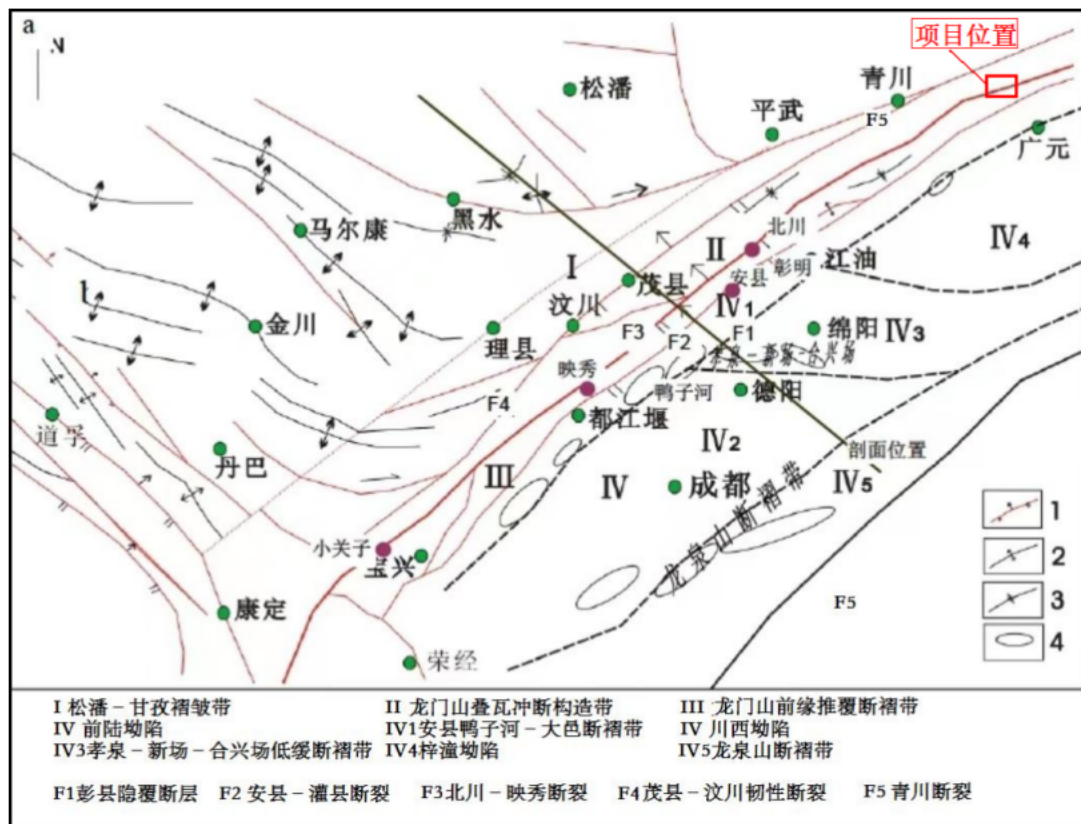 a
N
项目位置
松潘
青川
平武
F5
广元
黑水
马尔康
北川
II
IV4
I
江油
茂县
彰明
安县
汶川
IV1
金川
理县
F3
F2
F1
绵阳
IV3
孝泉-新场-合兴场
映秀
F4
鸭子河
德阳
道孚
都江堰
丹巴
IV2
剖面位置
III
IV
成都
IV5
龙泉山断褶带
小关子
宝兴
康定
F5
荥经
1
2
3
4
I 松潘-甘孜褶皱带 II 龙门山叠瓦冲断构造带 III 龙门山前缘推覆断褶带
IV 前陆坳陷 IV1安县鸭子河-大邑断褶带 IV 川西坳陷
IV3孝泉-新场-合兴场低缓断褶带 IV4梓潼坳陷 IV5龙泉山断褶带
F1彭县隐覆断层 F2 安县-灌县断裂 F3北川-映秀断裂 F4茂县-汶川韧性断裂 F5 青川断裂